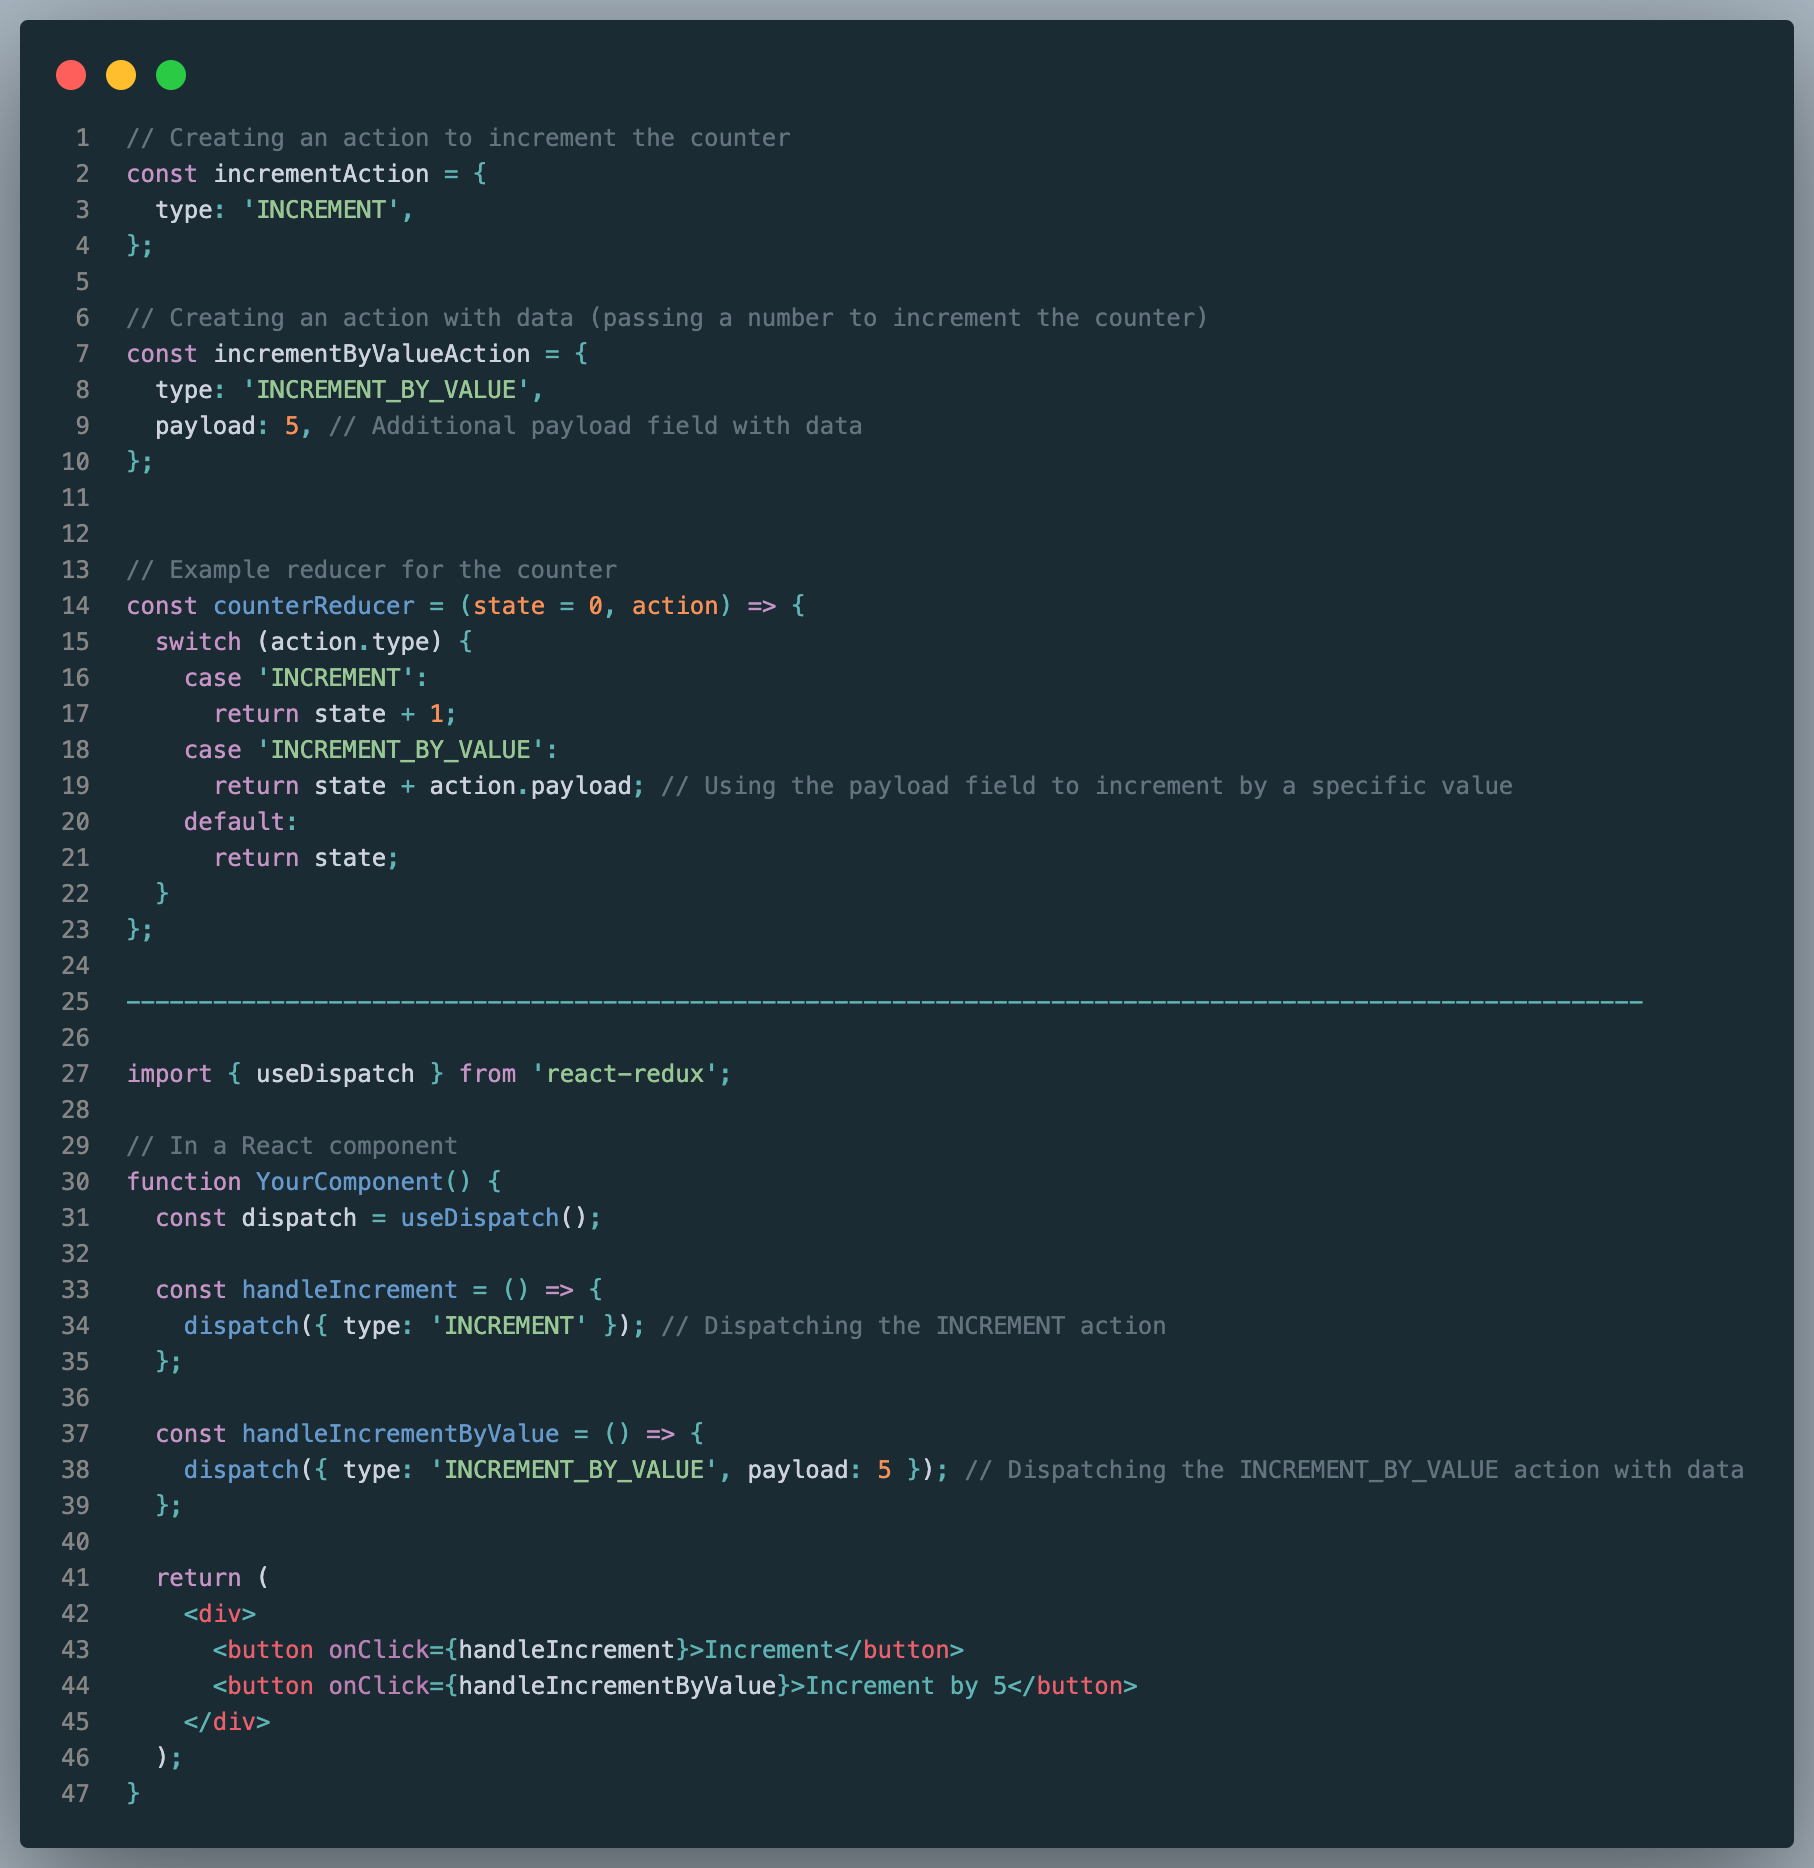 1 // Creating an action to increment the counter
2 const incrementAction = {
3   type: 'INCREMENT',
4 };
5
6 // Creating an action with data (passing a number to increment the counter)
7 const incrementByValueAction = {
8   type: 'INCREMENT_BY_VALUE',
9   payload: 5, // Additional payload field with data
10 };
11
12
13 // Example reducer for the counter
14 const counterReducer = (state = 0, action) => {
15   switch (action.type) {
16     case 'INCREMENT':
17       return state + 1;
18     case 'INCREMENT_BY_VALUE':
19       return state + action.payload; // Using the payload field to increment by a specific value
20     default:
21       return state;
22   }
23 };
24
25 ---------------------------------------------------------------------------------------------------------
26
27 import { useDispatch } from 'react-redux';
28
29 // In a React component
30 function YourComponent() {
31   const dispatch = useDispatch();
32
33   const handleIncrement = () => {
34     dispatch({ type: 'INCREMENT' }); // Dispatching the INCREMENT action
35   };
36
37   const handleIncrementByValue = () => {
38     dispatch({ type: 'INCREMENT_BY_VALUE', payload: 5 }); // Dispatching the INCREMENT_BY_VALUE action with data
39   };
40
41   return (
42     <div>
43       <button onClick={handleIncrement}>Increment</button>
44       <button onClick={handleIncrementByValue}>Increment by 5</button>
45     </div>
46   );
47 }